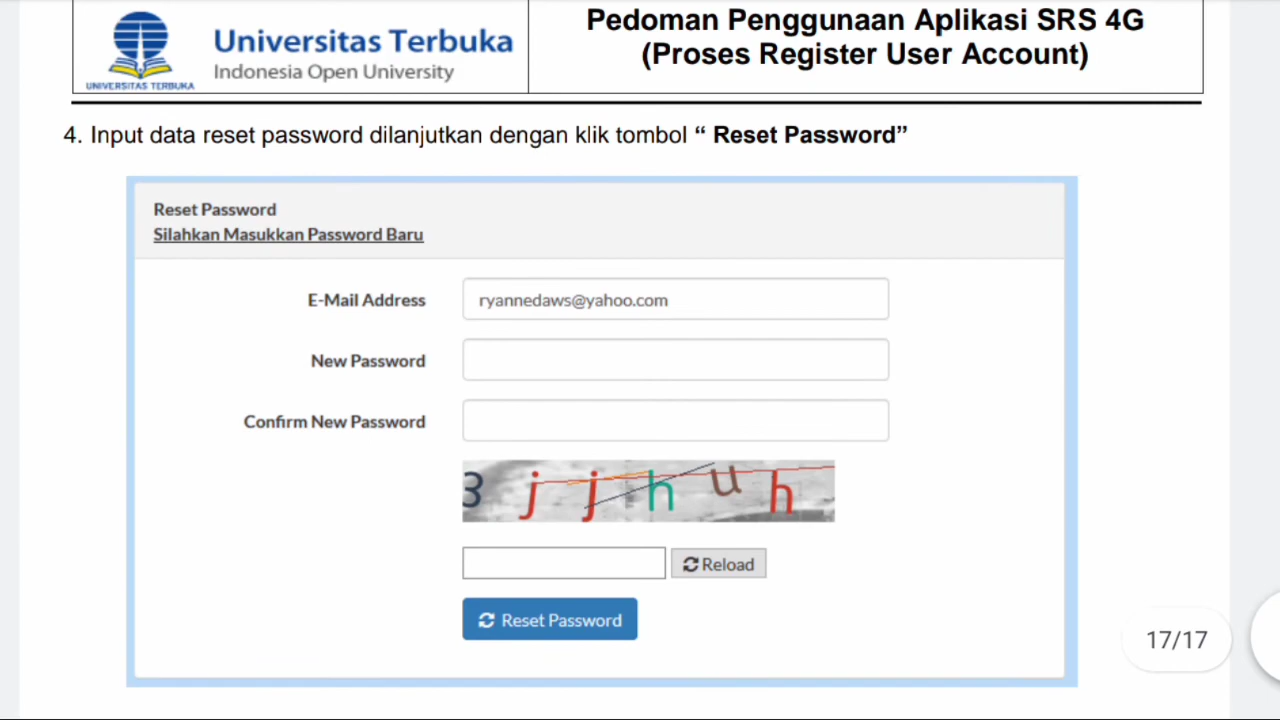 UNIVERSITAS TERBUKA
Universitas Terbuka
Indonesia Open University
Pedoman Penggunaan Aplikasi SRS 4G
(Proses Register User Account)
4. Input data reset password dilanjutkan dengan klik tombol “ Reset Password”
Reset Password
Silahkan Masukkan Password Baru
E-Mail Address
ryannedaws@yahoo.com
New Password
Confirm New Password
3jjhuh
Reload
Reset Password
17/17